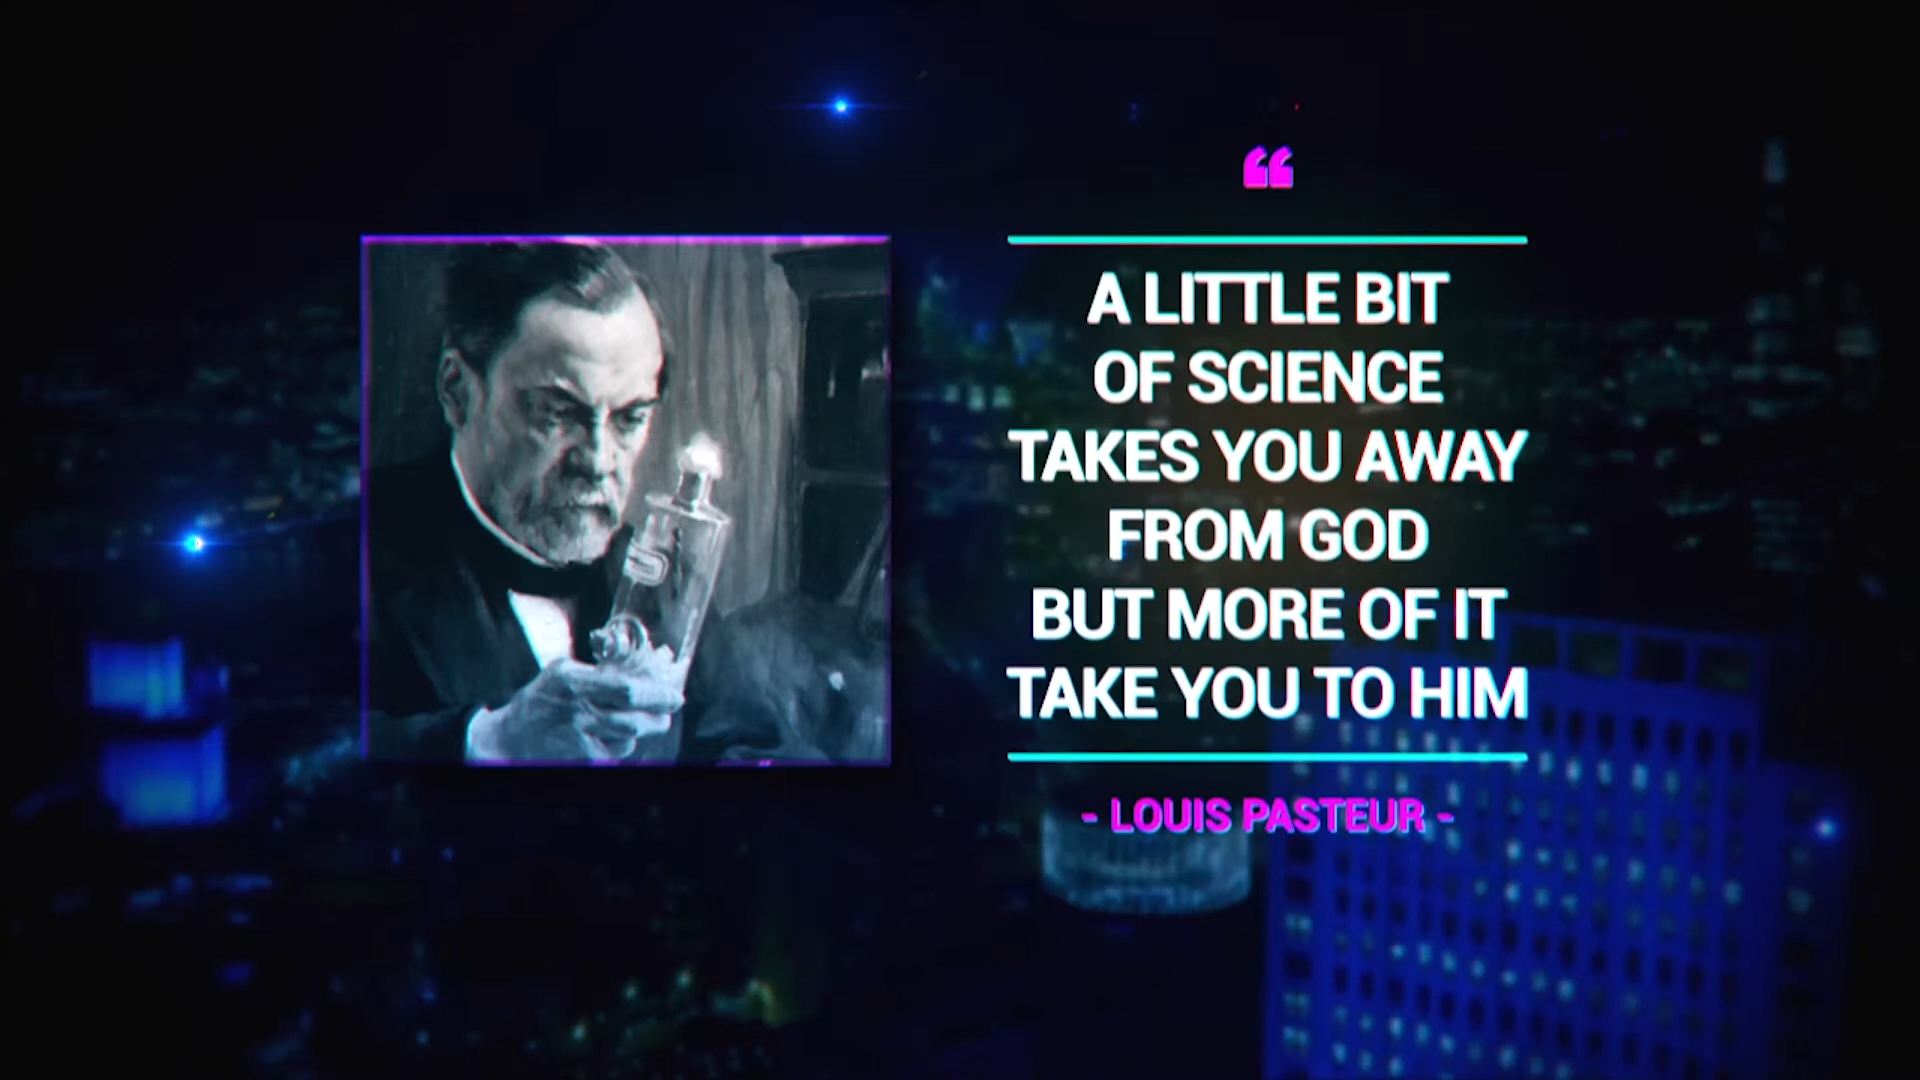 “
A LITTLE BIT
OF SCIENCE
TAKES YOU AWAY
FROM GOD
BUT MORE OF IT
TAKE YOU TO HIM
- LOUIS PASTEUR -